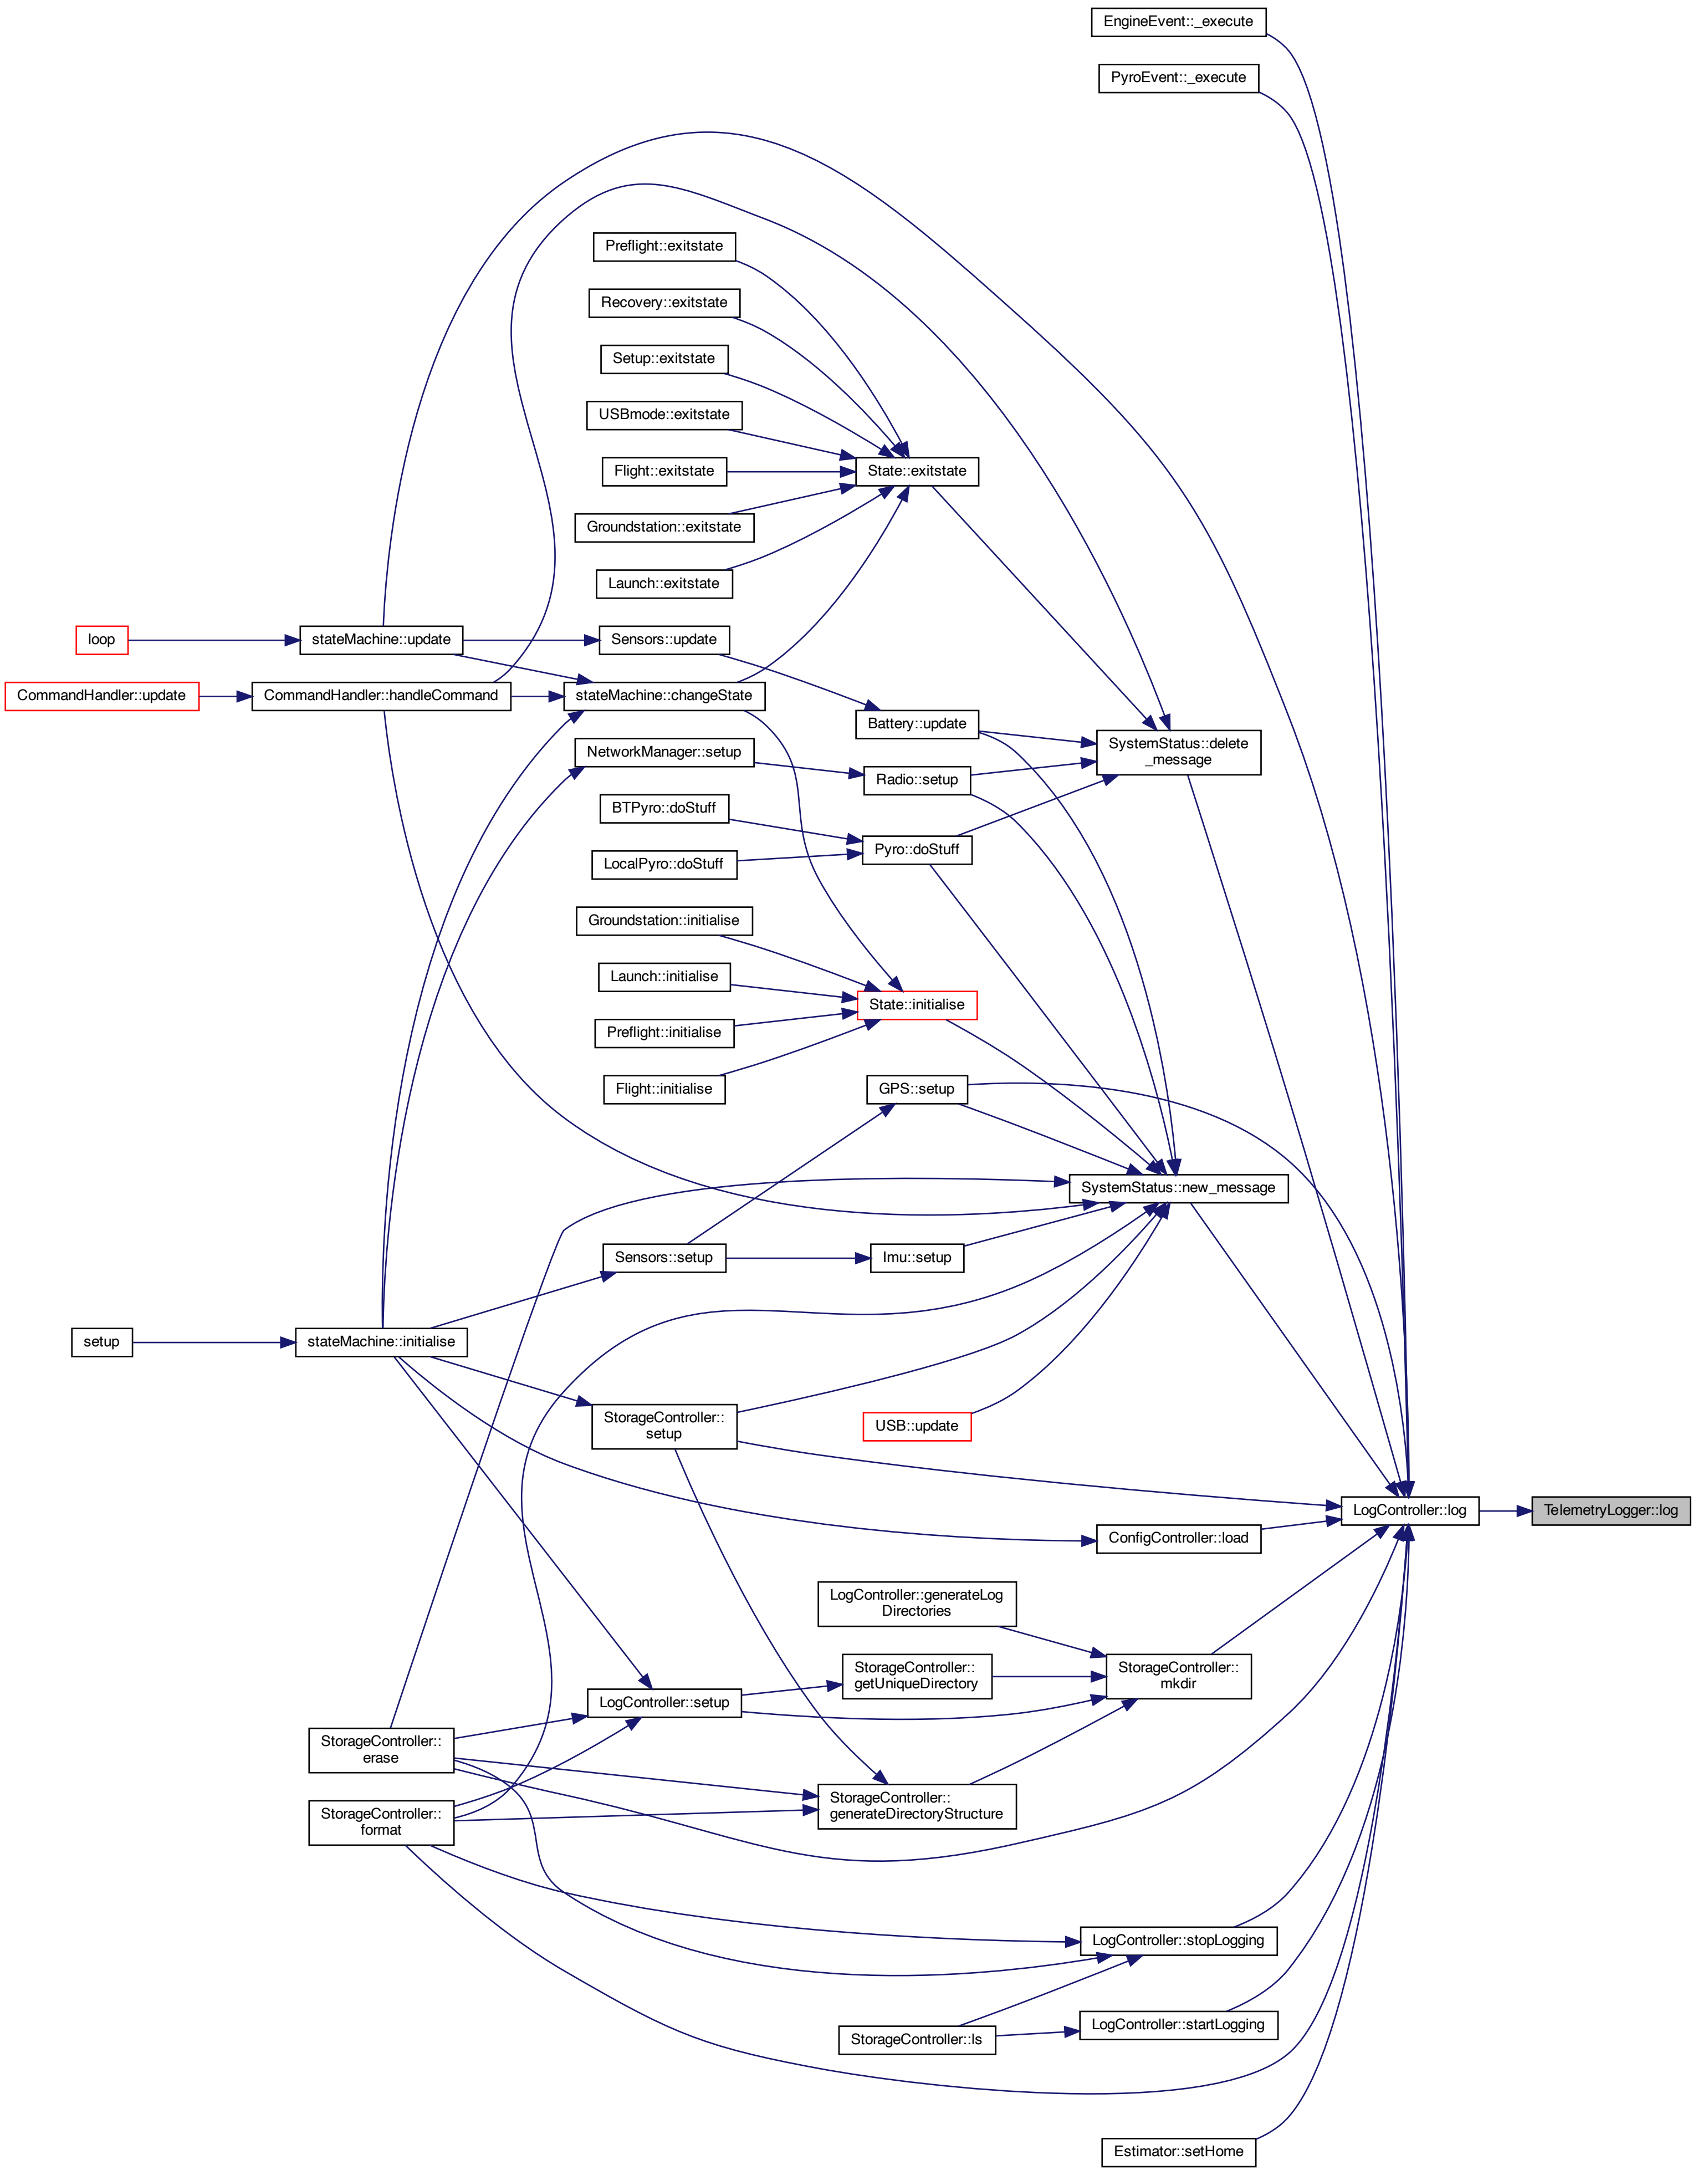 EngineEvent::_execute
PyroEvent::_execute
Preflight::exitstate
Recovery::exitstate
Setup::exitstate
USBmode::exitstate
Flight::exitstate
State::exitstate
Groundstation::exitstate
Launch::exitstate
loop
stateMachine::update
Sensors::update
CommandHandler::update
CommandHandler::handleCommand
stateMachine::changeState
Battery::update
SystemStatus::delete
_message
NetworkManager::setup
Radio::setup
BTPyro::doStuff
Pyro::doStuff
LocalPyro::doStuff
Groundstation::initialise
Launch::initialise
State::initialise
Preflight::initialise
Flight::initialise
GPS::setup
SystemStatus::new_message
Sensors::setup
Imu::setup
setup
stateMachine::initialise
StorageController::
setup
USB::update
LogController::log
TelemetryLogger::log
ConfigController::load
LogController::generateLog
Directories
StorageController::
getUniqueDirectory
StorageController::
mkdir
LogController::setup
StorageController::
erase
StorageController::
generateDirectoryStructure
StorageController::
format
LogController::stopLogging
LogController::startLogging
StorageController::ls
Estimator::setHome